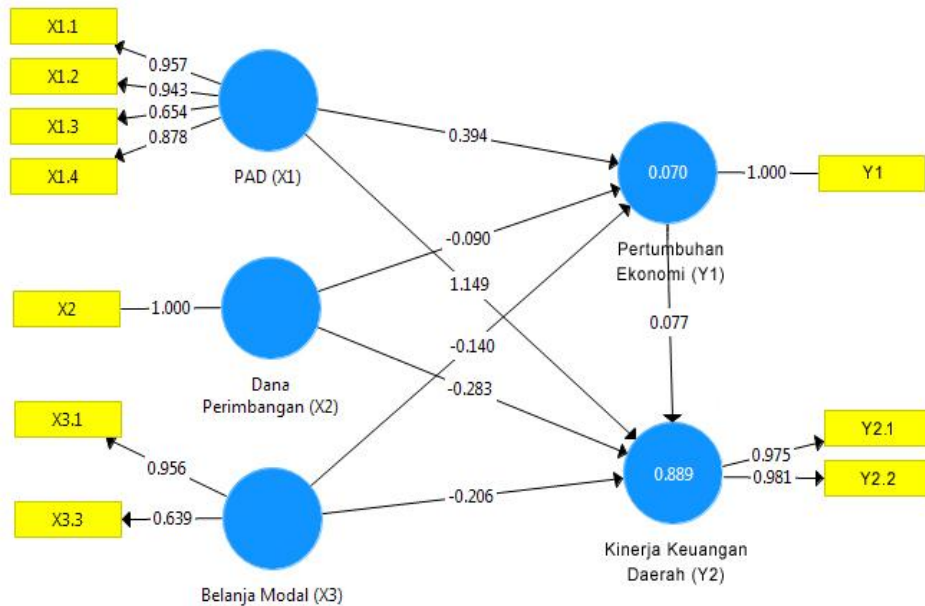 X1.1
X1.2
X1.3
X1.4
0.957
0.943
0.654
0.878
PAD (X1)
0.394
0.070
1.000
Y1
Pertumbuhan
Ekonomi (Y1)
-0.090
1.149
X2
1.000
0.077
-0.140
Dana
Perimbangan (X2)
-0.283
X3.1
0.956
X3.3
0.639
-0.206
0.889
0.975
0.981
Y2.1
Y2.2
Kinerja Keuangan
Daerah (Y2)
Belanja Modal (X3)